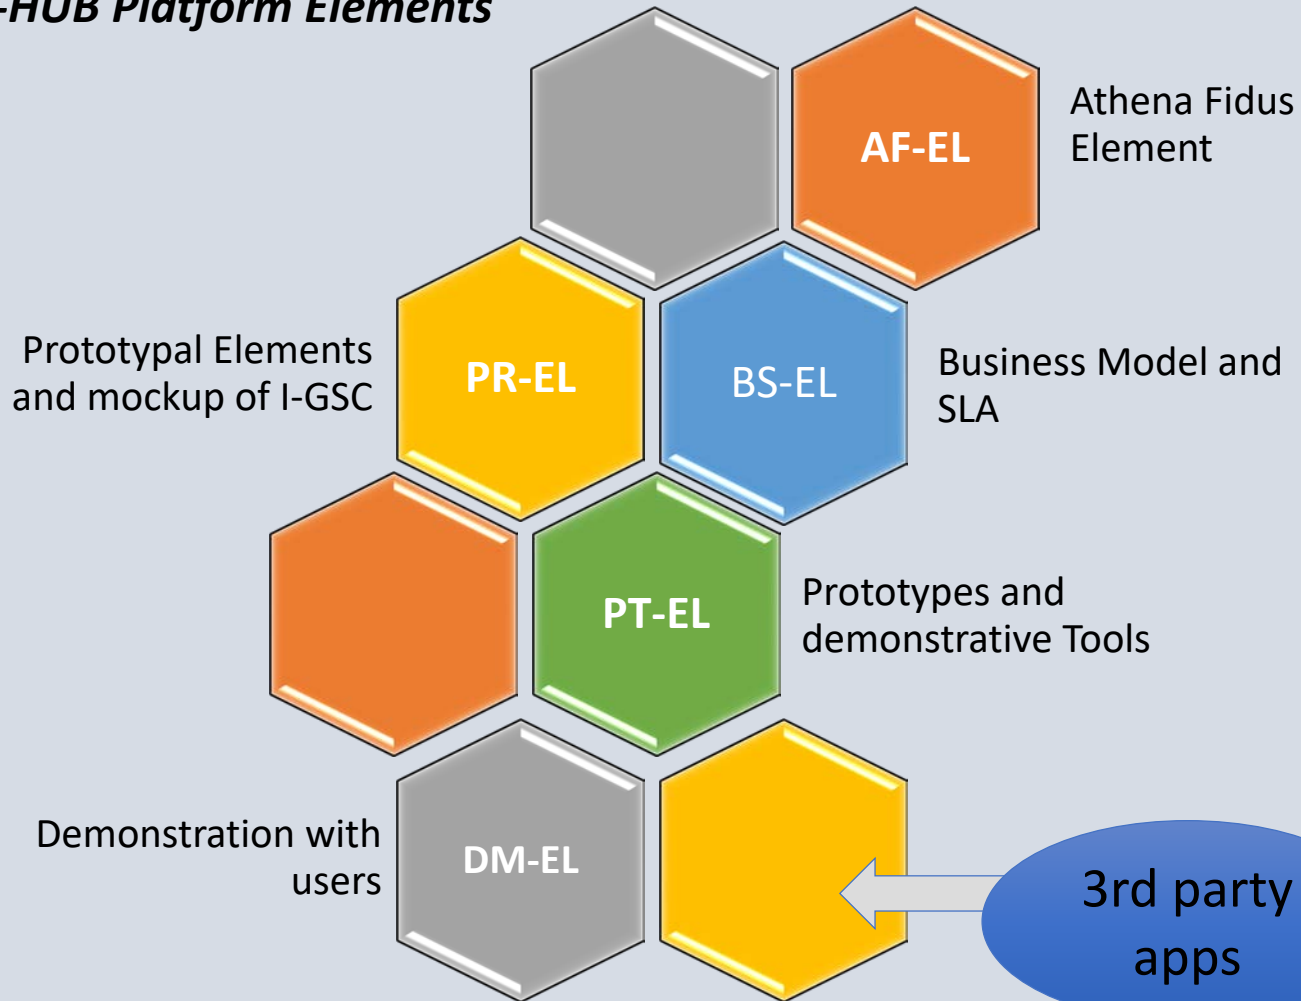 -HUB Platform Elements
AF-EL
Athena Fidus
Element
Prototypal Elements
and mockup of I-GSC
PR-EL
BS-EL
Business Model and
SLA
PT-EL
Prototypes and
demonstrative Tools
Demonstration with
users
DM-EL
3rd party
apps